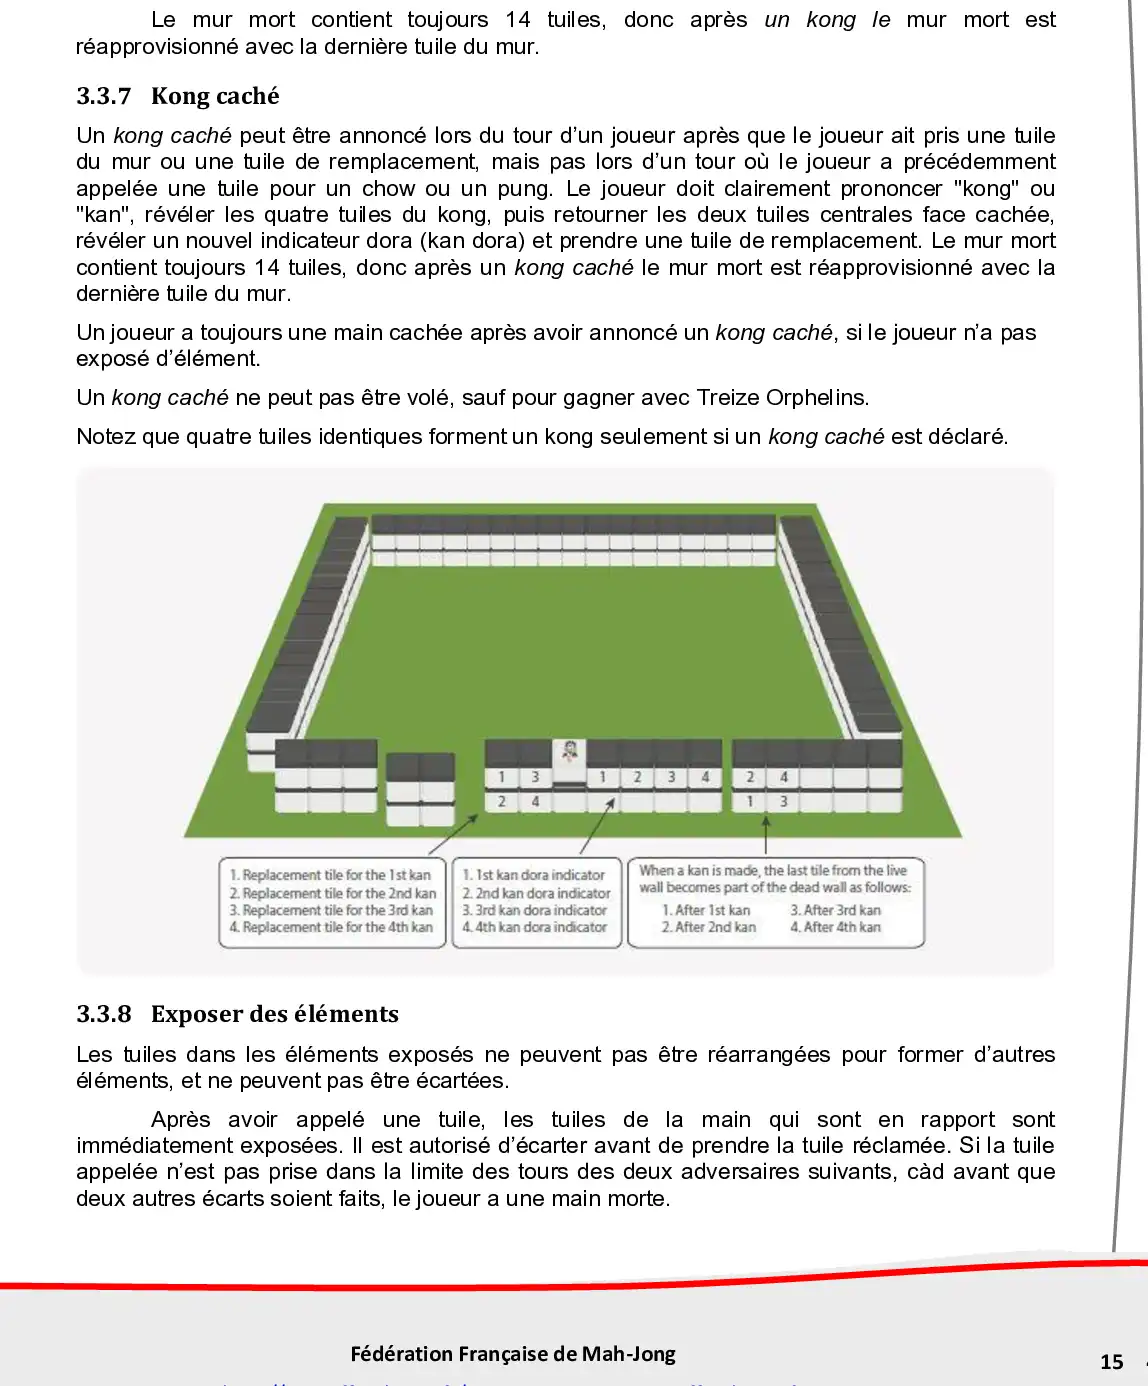 Le mur mort contient toujours 14 tuiles, donc après un kong le mur mort est
réapprovisionné avec la dernière tuile du mur.
3.3.7 Kong caché
Un kong caché peut être annoncé lors du tour d’un joueur après que le joueur ait pris une tuile
du mur ou une tuile de remplacement, mais pas lors d’un tour où le joueur a précédemment
appelée une tuile pour un chow ou un pung. Le joueur doit clairement prononcer "kong" ou
"kan", révéler les quatre tuiles du kong, puis retourner les deux tuiles centrales face cachée,
révéler un nouvel indicateur dora (kan dora) et prendre une tuile de remplacement. Le mur mort
contient toujours 14 tuiles, donc après un kong caché le mur mort est réapprovisionné avec la
dernière tuile du mur.
Un joueur a toujours une main cachée après avoir annoncé un kong caché, si le joueur n’a pas
exposé d’élément.
Un kong caché ne peut pas être volé, sauf pour gagner avec Treize Orphelins.
Notez que quatre tuiles identiques forment un kong seulement si un kong caché est déclaré.
1 3 1 2 3 4 2 4
2 4 1 3
1. Replacement tile for the 1st kan
2. Replacement tile for the 2nd kan
3. Replacement tile for the 3rd kan
4. Replacement tile for the 4th kan
1. 1st kan dora indicator
2. 2nd kan dora indicator
3. 3rd kan dora indicator
4. 4th kan dora indicator
When a kan is made, the last tile from the live
wall becomes part of the dead wall as follows:
1. After 1st kan 3. After 3rd kan
2. After 2nd kan 4. After 4th kan
3.3.8 Exposer des éléments
Les tuiles dans les éléments exposés ne peuvent pas être réarrangées pour former d’autres
éléments, et ne peuvent pas être écartées.
Après avoir appelé une tuile, les tuiles de la main qui sont en rapport sont
immédiatement exposées. Il est autorisé d’écarter avant de prendre la tuile réclamée. Si la tuile
appelée n’est pas prise dans la limite des tours des deux adversaires suivants, càd avant que
deux autres écarts soient faits, le joueur a une main morte.
Fédération Française de Mah-Jong
15